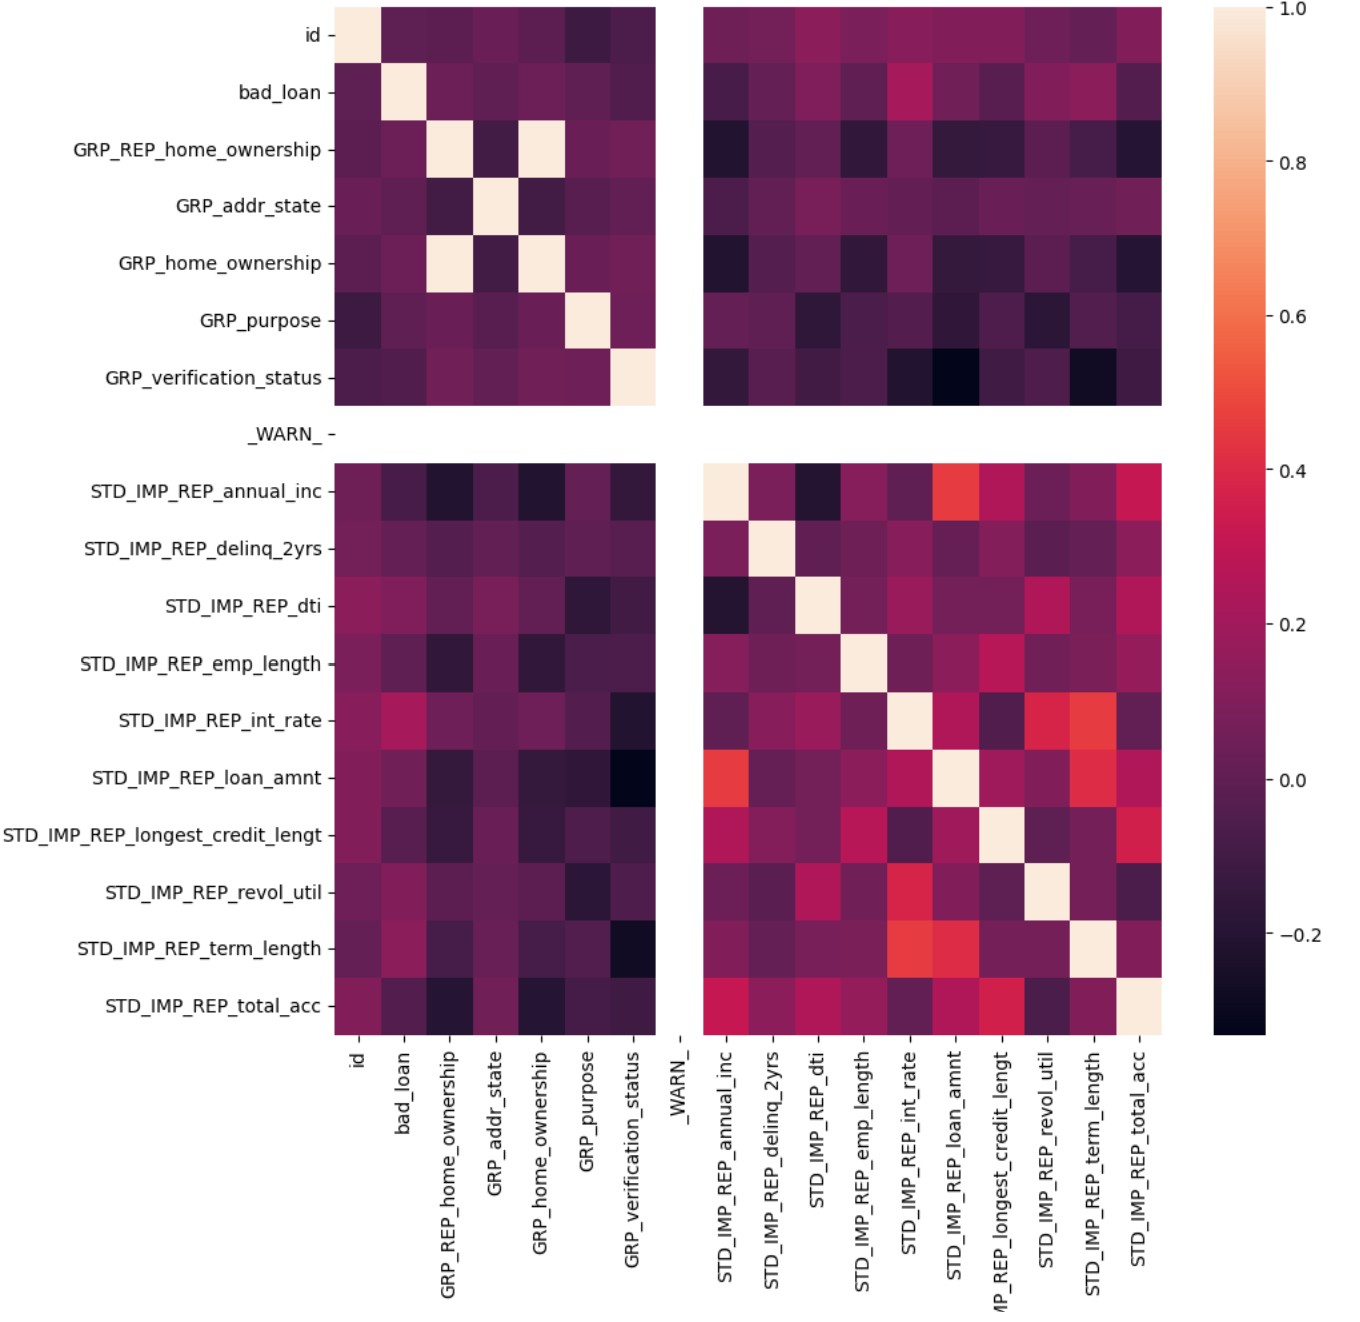 id
bad_loan
GRP_REP_home_ownership
GRP_addr_state
GRP_home_ownership
GRP_purpose
GRP_verification_status
_WARN_
STD_IMP_REP_annual_inc
STD_IMP_REP_delinq_2yrs
STD_IMP_REP_dti
STD_IMP_REP_emp_length
STD_IMP_REP_int_rate
STD_IMP_REP_loan_amnt
STD_IMP_REP_longest_credit_lengt
STD_IMP_REP_revol_util
STD_IMP_REP_term_length
STD_IMP_REP_total_acc
id
bad_loan
GRP_REP_home_ownership
GRP_addr_state
GRP_home_ownership
GRP_purpose
GRP_verification_status
_WARN_
STD_IMP_REP_annual_inc
STD_IMP_REP_delinq_2yrs
STD_IMP_REP_dti
STD_IMP_REP_emp_length
STD_IMP_REP_int_rate
STD_IMP_REP_loan_amnt
MP_REP_longest_credit_lengt
STD_IMP_REP_revol_util
STD_IMP_REP_term_length
STD_IMP_REP_total_acc
1.0
0.8
0.6
0.4
0.2
0.0
−0.2